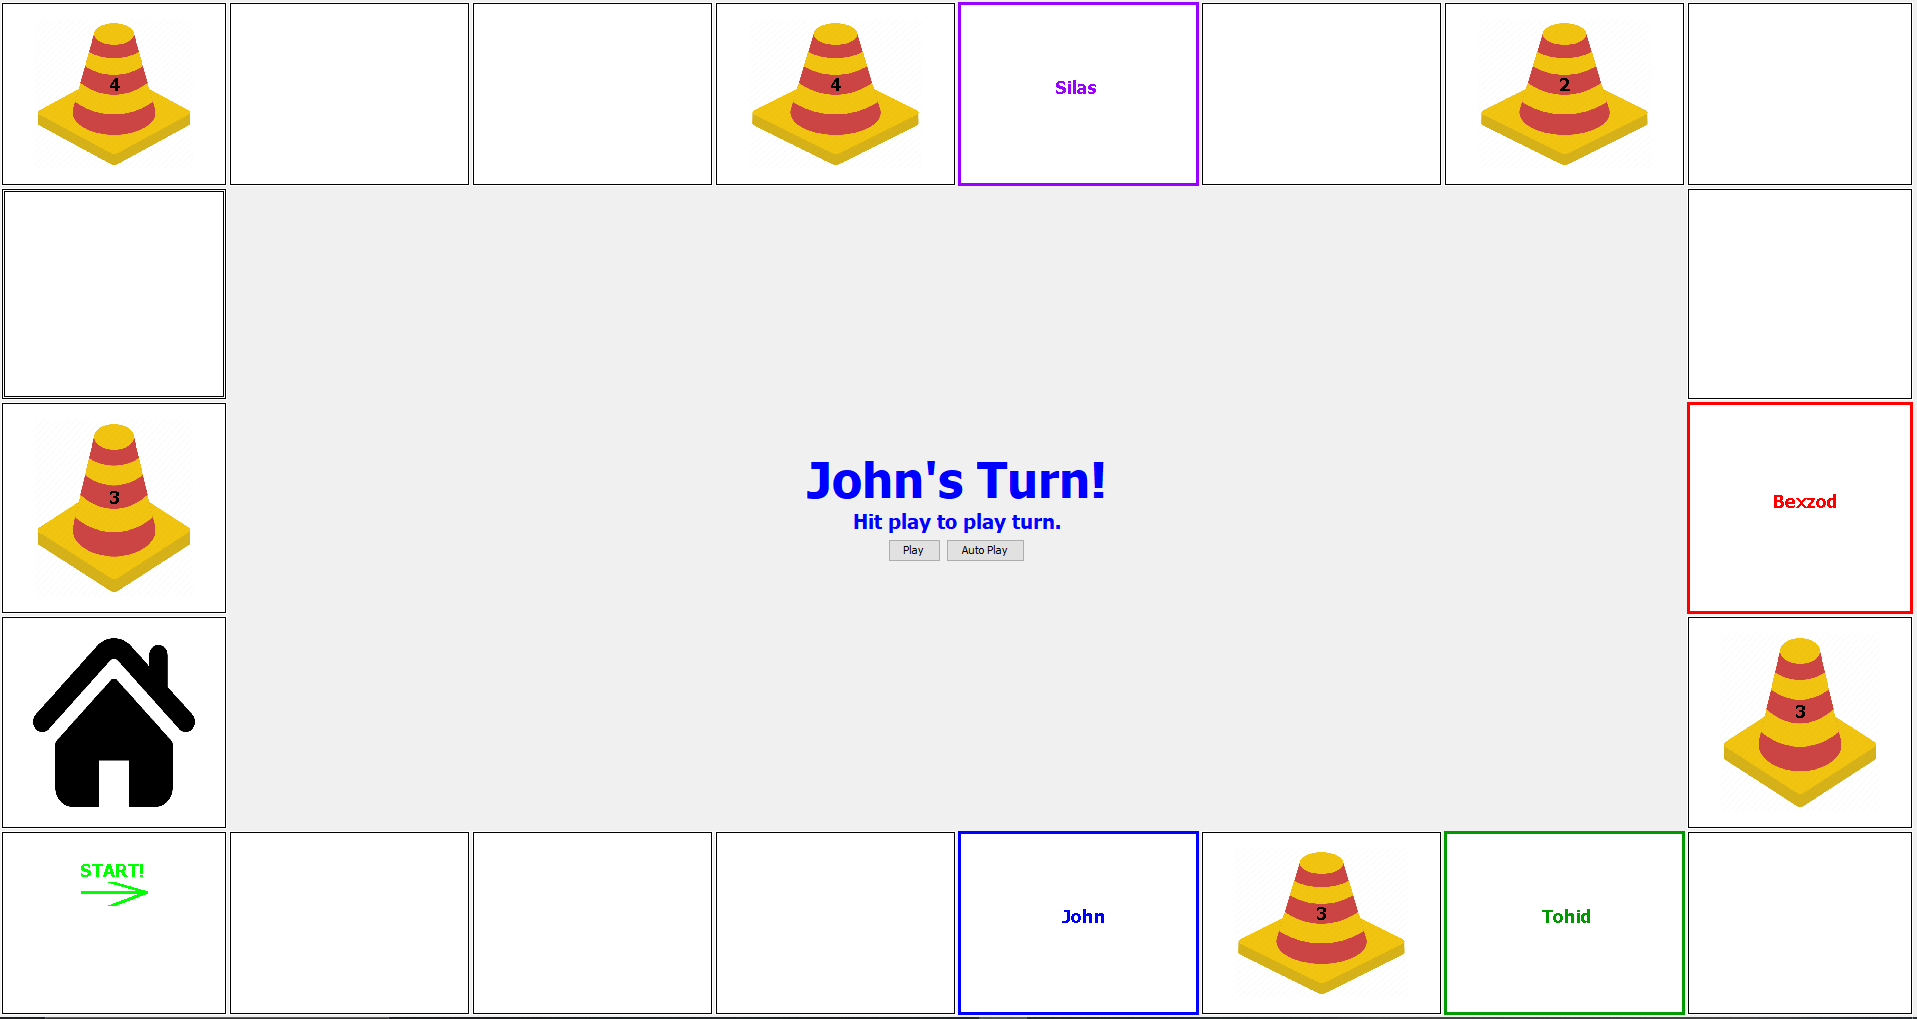 4
4
Silas
2
John's Turn!
Hit play to play turn.
Play
Auto Play
3
Bexzod
3
START!
John
3
Tohid